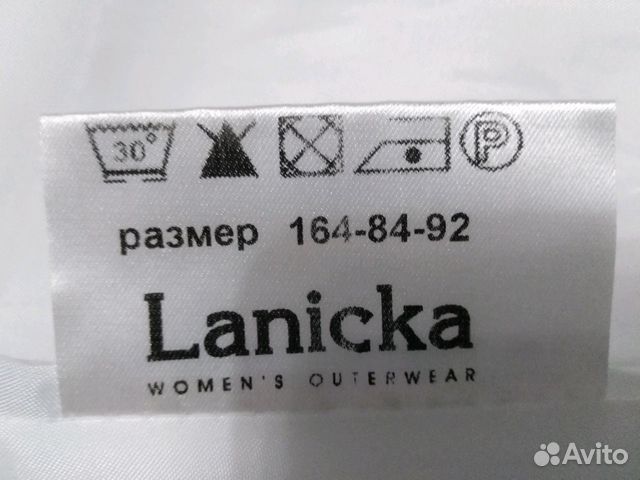 30° P
размер 164-84-92
Lanicka
WOMEN'S OUTERWEAR
Avito